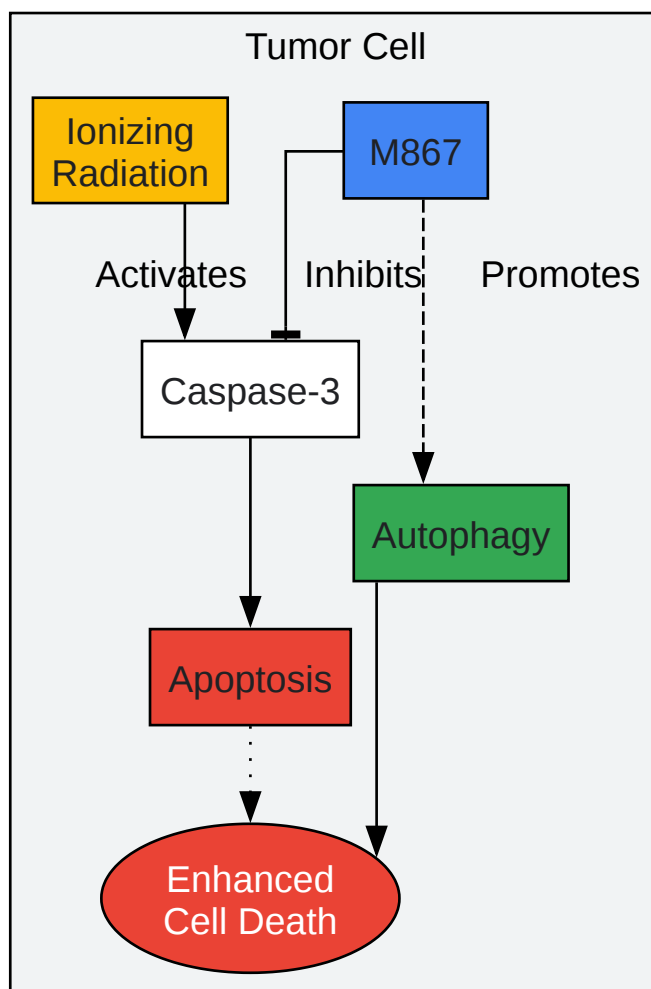 Tumor Cell
Ionizing
Radiation
M867
Activates
Inhibits
Promotes
Caspase-3
Autophagy
Apoptosis
Enhanced
Cell Death